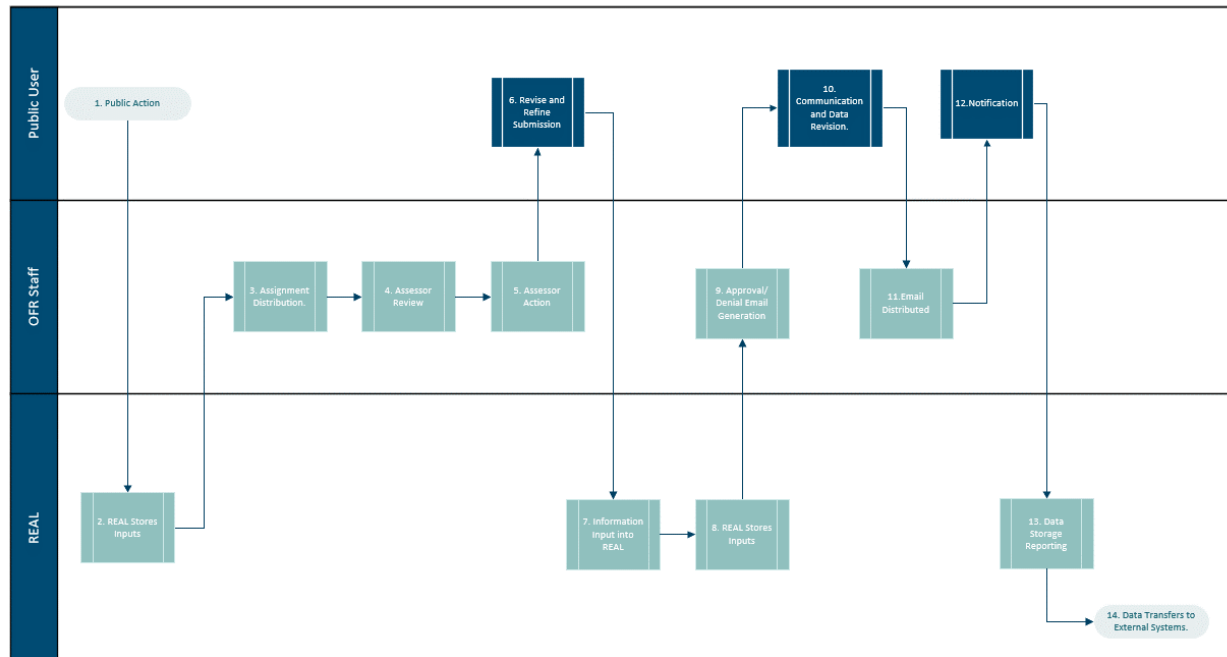 Public User
1. Public Action
6. Revise and
Refine
Submission
10.
Communication
and Data
Revision.
12.Notification
OFR Staff
3. Assignment
Distribution.
4. Assessor
Review
5. Assessor
Action
9. Approval/
Denial Email
Generation
11.Email
Distributed
REAL
2. REAL Stores
Inputs
7. Information
Input into
REAL
8. REAL Stores
Inputs
13. Data
Storage
Reporting
14. Data Transfers to
External Systems.